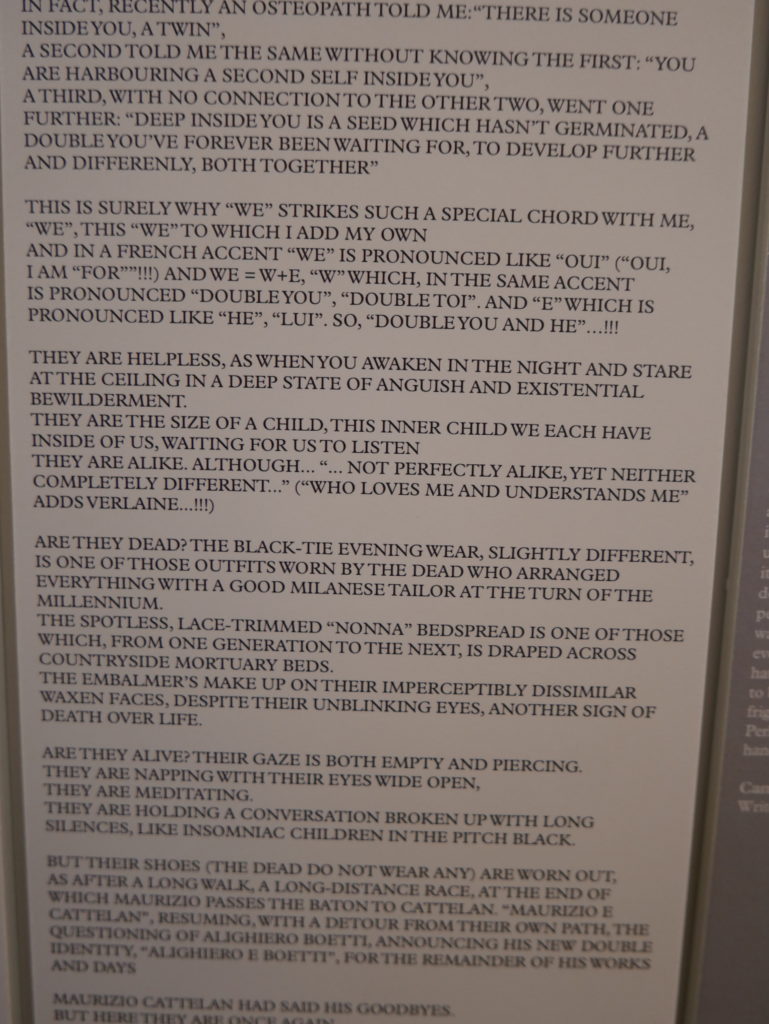 IN FACT, RECENTLY AN OSTEOPATH TOLD ME:“THERE IS SOMEONE
INSIDE YOU, A TWIN”,
A SECOND TOLD ME THE SAME WITHOUT KNOWING THE FIRST: “YOU
ARE HARBOURING A SECOND SELF INSIDE YOU”,
A THIRD, WITH NO CONNECTION TO THE OTHER TWO, WENT ONE
FURTHER: “DEEP INSIDE YOU IS A SEED WHICH HASN’T GERMINATED, A
DOUBLE YOU’VE FOREVER BEEN WAITING FOR, TO DEVELOP FURTHER
AND DIFFERENLY, BOTH TOGETHER”
THIS IS SURELY WHY “WE” STRIKES SUCH A SPECIAL CHORD WITH ME,
“WE”, THIS “WE” TO WHICH I ADD MY OWN
AND IN A FRENCH ACCENT “WE” IS PRONOUNCED LIKE “OUI” (“OUI,
I AM “FOR””!!!) AND WE = W+E, “W” WHICH, IN THE SAME ACCENT
IS PRONOUNCED “DOUBLE YOU”, “DOUBLE TOI”. AND “E” WHICH IS
PRONOUNCED LIKE “HE”, “LUI”. SO, “DOUBLE YOU AND HE”…!!!
THEY ARE HELPLESS, AS WHEN YOU AWAKEN IN THE NIGHT AND STARE
AT THE CEILING IN A DEEP STATE OF ANGUISH AND EXISTENTIAL
BEWILDERMENT.
THEY ARE THE SIZE OF A CHILD, THIS INNER CHILD WE EACH HAVE
INSIDE OF US, WAITING FOR US TO LISTEN
THEY ARE ALIKE. ALTHOUGH… “… NOT PERFECTLY ALIKE, YET NEITHER
COMPLETELY DIFFERENT…” (“WHO LOVES ME AND UNDERSTANDS ME”
ADDS VERLAINE…!!!)
ARE THEY DEAD? THE BLACK-TIE EVENING WEAR, SLIGHTLY DIFFERENT,
IS ONE OF THOSE OUTFITS WORN BY THE DEAD WHO ARRANGED
EVERYTHING WITH A GOOD MILANESE TAILOR AT THE TURN OF THE
MILLENNIUM.
THE SPOTLESS, LACE-TRIMMED “NONNA” BEDSPREAD IS ONE OF THOSE
WHICH, FROM ONE GENERATION TO THE NEXT, IS DRAPED ACROSS
COUNTRYSIDE MORTUARY BEDS.
THE EMBALMER’S MAKE UP ON THEIR IMPERCEPTIBLY DISSIMILAR
WAXEN FACES, DESPITE THEIR UNBLINKING EYES, ANOTHER SIGN OF
DEATH OVER LIFE.
ARE THEY ALIVE? THEIR GAZE IS BOTH EMPTY AND PIERCING.
THEY ARE NAPPING WITH THEIR EYES WIDE OPEN,
THEY ARE MEDITATING.
THEY ARE HOLDING A CONVERSATION BROKEN UP WITH LONG
SILENCES, LIKE INSOMNIAC CHILDREN IN THE PITCH BLACK.
BUT THEIR SHOES (THE DEAD DO NOT WEAR ANY) ARE WORN OUT,
AS AFTER A LONG WALK, A LONG-DISTANCE RACE, AT THE END OF
WHICH MAURIZIO PASSES THE BATON TO CATTELAN. “MAURIZIO E
CATTELAN”, RESUMING, WITH A DETOUR FROM THEIR OWN PATH, THE
QUESTIONING OF ALIGHIERO BOETTI, ANNOUNCING HIS NEW DOUBLE
IDENTITY, “ALIGHIERO E BOETTI”, FOR THE REMAINDER OF HIS WORKS
AND DAYS
MAURIZIO CATTELAN HAD SAID HIS GOODBYES.
BUT HERE THEY ARE ONCE AGAIN